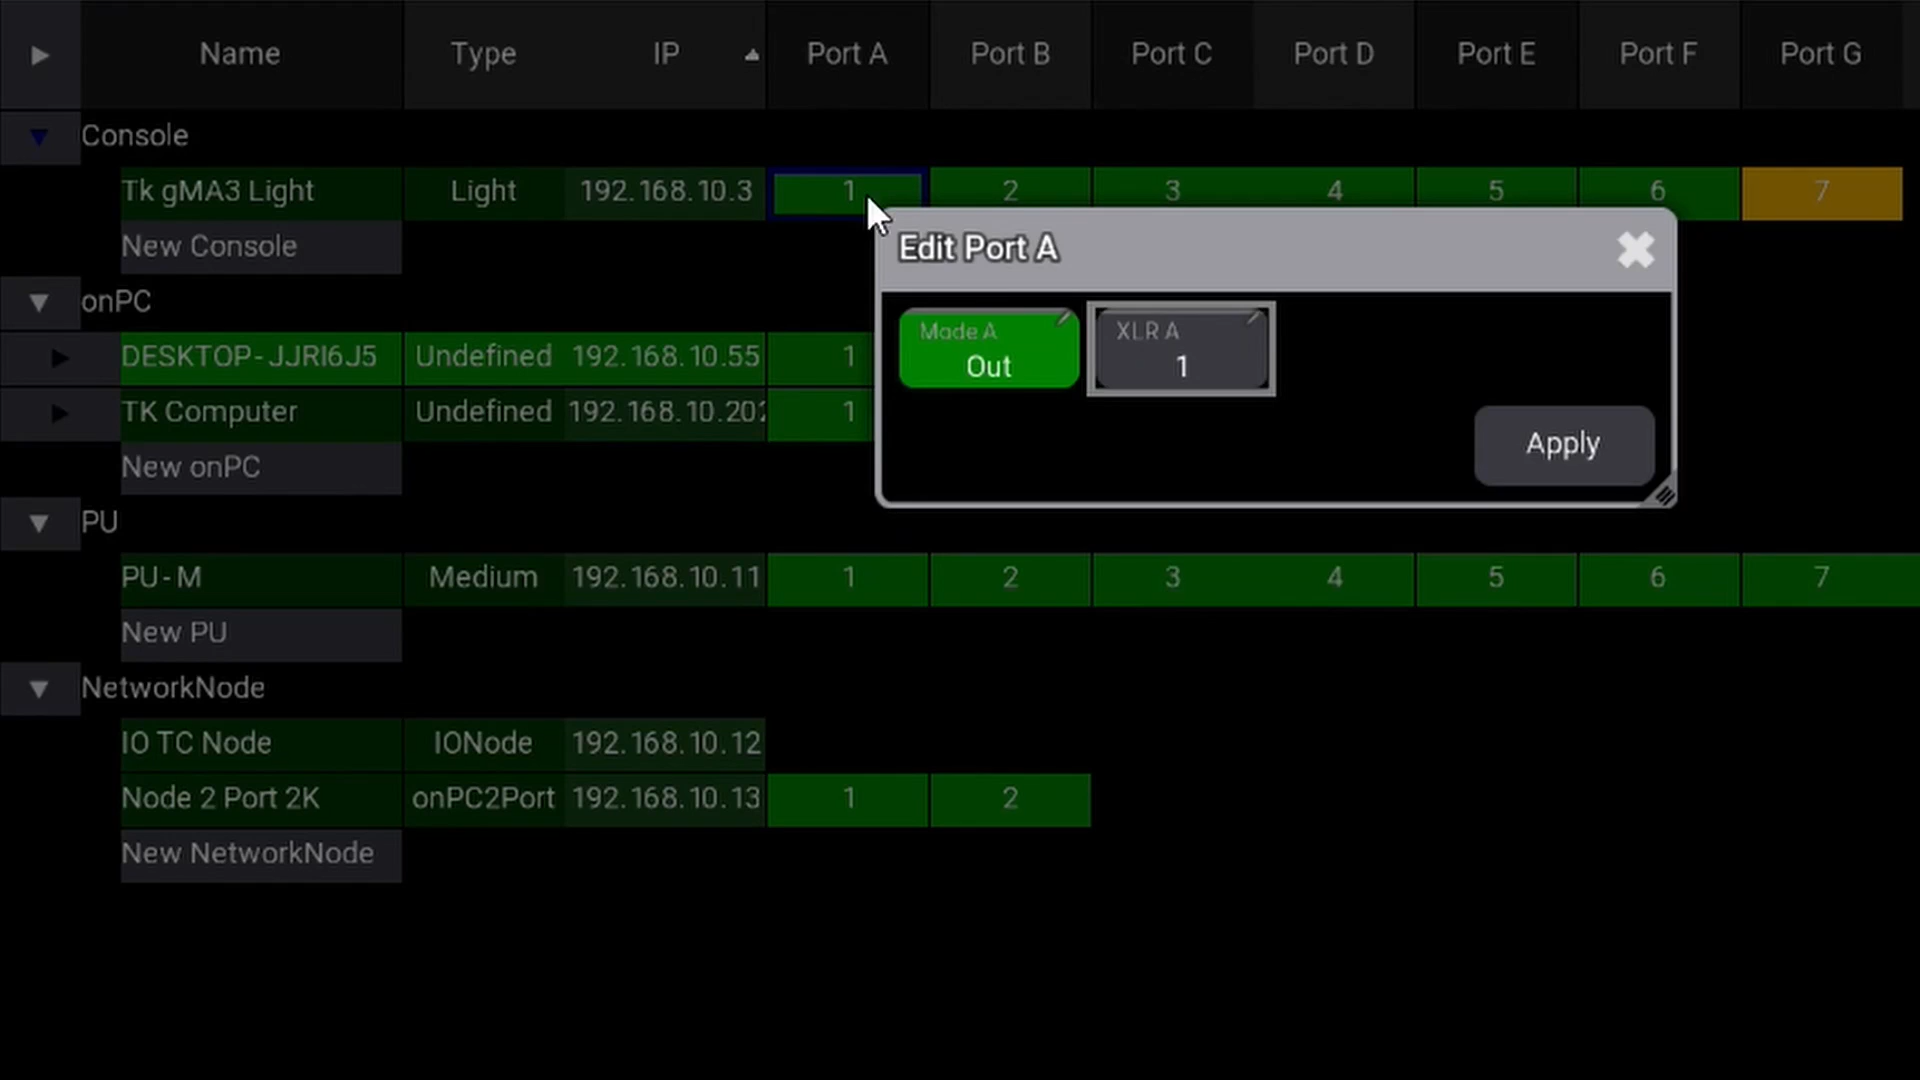 Name Type IP Port A Port B Port C Port D Port E Port F Port G
Console
Tk gMA3 Light Light 192.168.10.3 1 2 3 4 5 6 7
New Console
Edit Port A
onPC
Mode A XLR A
Out 1
DESKTOP-JJRI6J5 Undefined 192.168.10.55 1
TK Computer Undefined 192.168.10.202 1
Apply
New onPC
PU
PU-M Medium 192.168.10.11 1 2 3 4 5 6 7
New PU
NetworkNode
IO TC Node IONode 192.168.10.12
Node 2 Port 2K onPC2Port 192.168.10.13 1 2
New NetworkNode